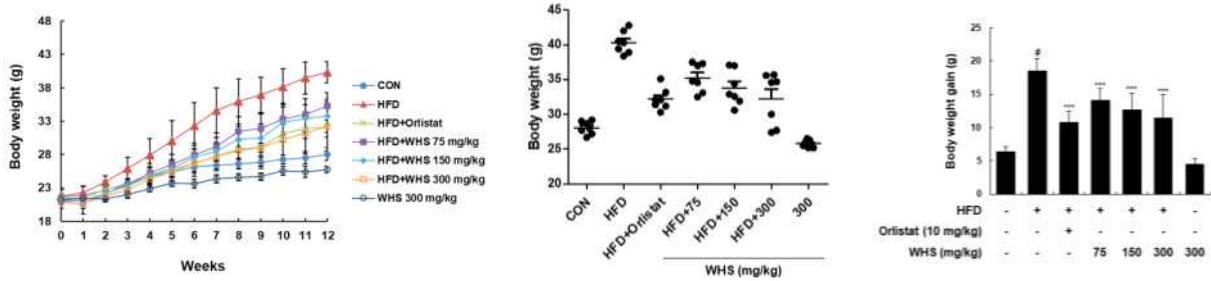 Body weight (g)
48
43
38
33
28
23
18
0 1 2 3 4 5 6 7 8 9 10 11 12
Weeks
CON
HFD
HFD+Orlistat
HFD+WHS 75 mg/kg
HFD+WHS 150 mg/kg
HFD+WHS 300 mg/kg
WHS 300 mg/kg
Body weight (g)
45
40
35
30
25
20
CON HFD HFD+Orlistat HFD+75 HFD+150 HFD+300 300
WHS (mg/kg)
Body weight gain (g)
25
20
15
10
5
0
# *** *** *** ***
HFD - + + + + + -
Orlistat (10 mg/kg) - - + - - - -
WHS (mg/kg) - - - 75 150 300 300